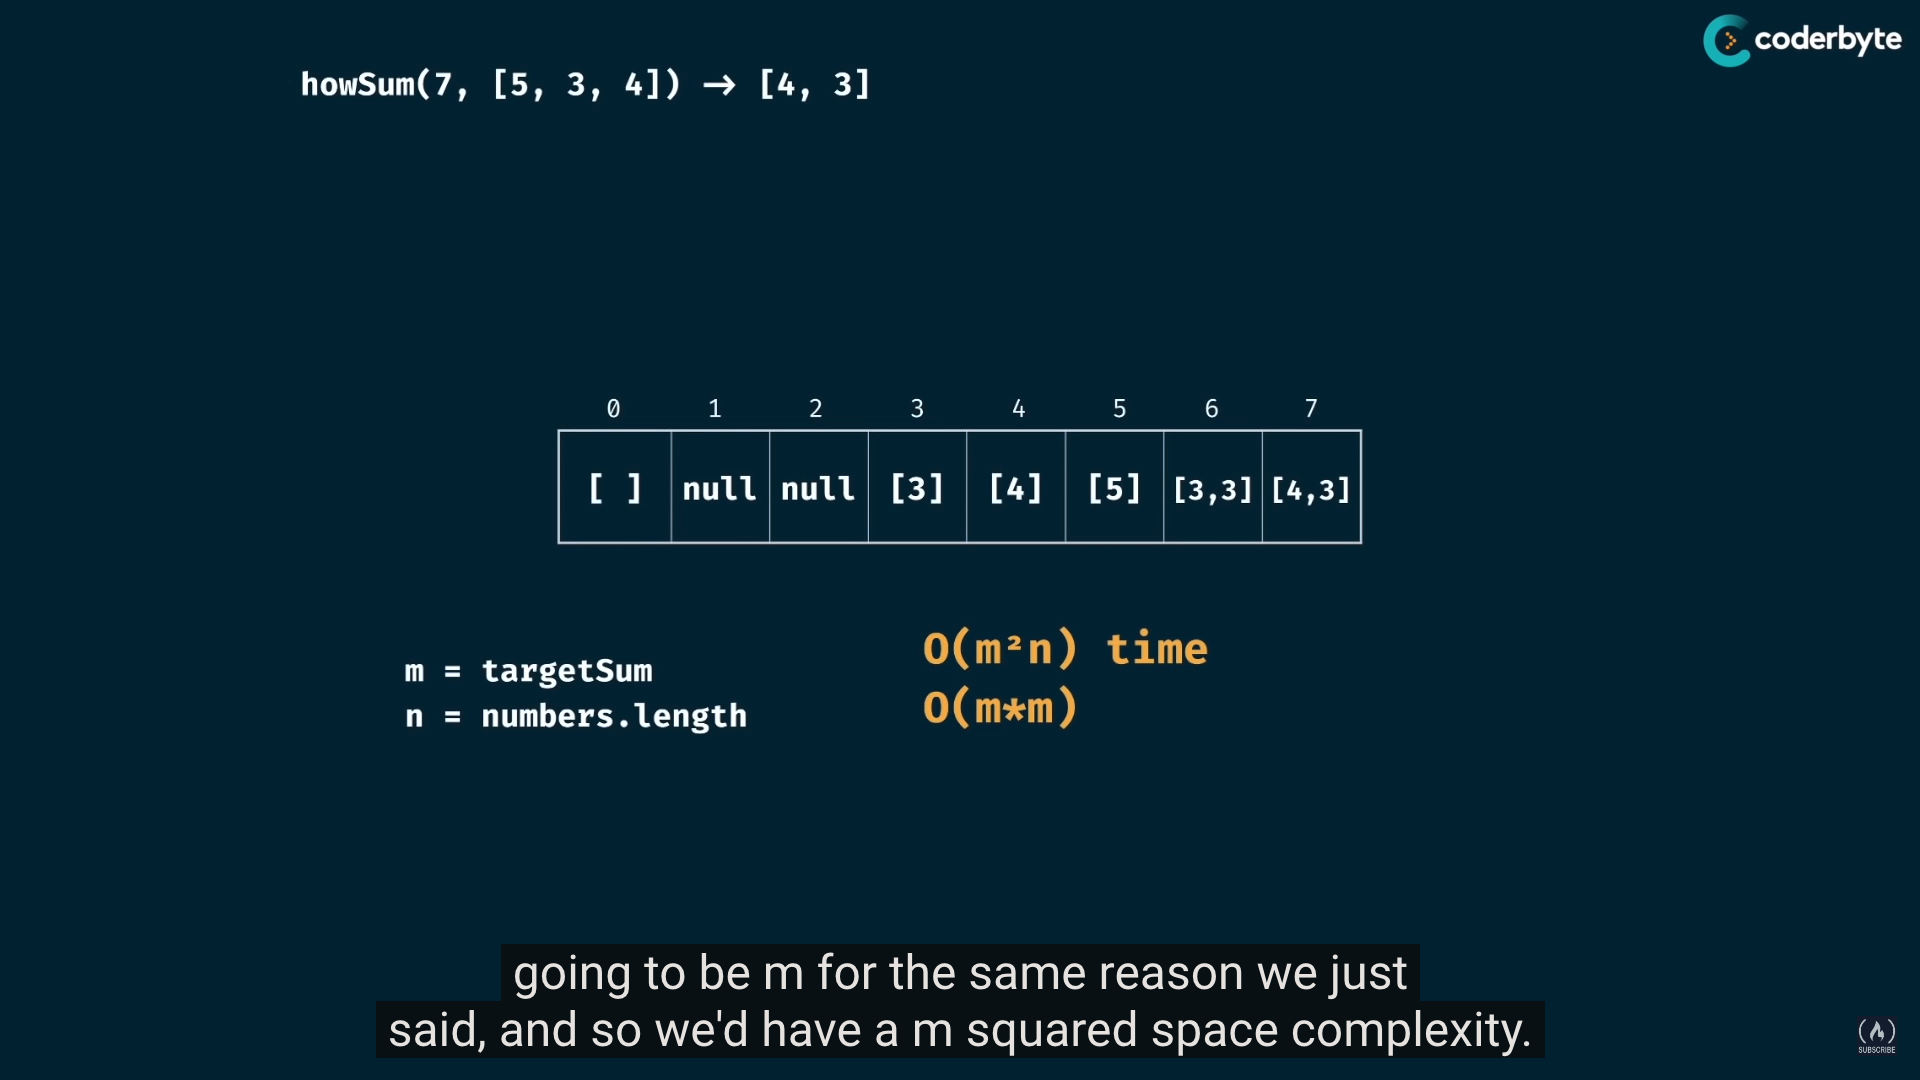 coderbyte
howSum(7, [5, 3, 4]) → [4, 3]
0 1 2 3 4 5 6 7
[ ] null null [3] [4] [5] [3,3] [4,3]
m = targetSum
n = numbers.length
O(m²n) time
O(m*m)
going to be m for the same reason we just
said, and so we'd have a m squared space complexity.
SUBSCRIBE